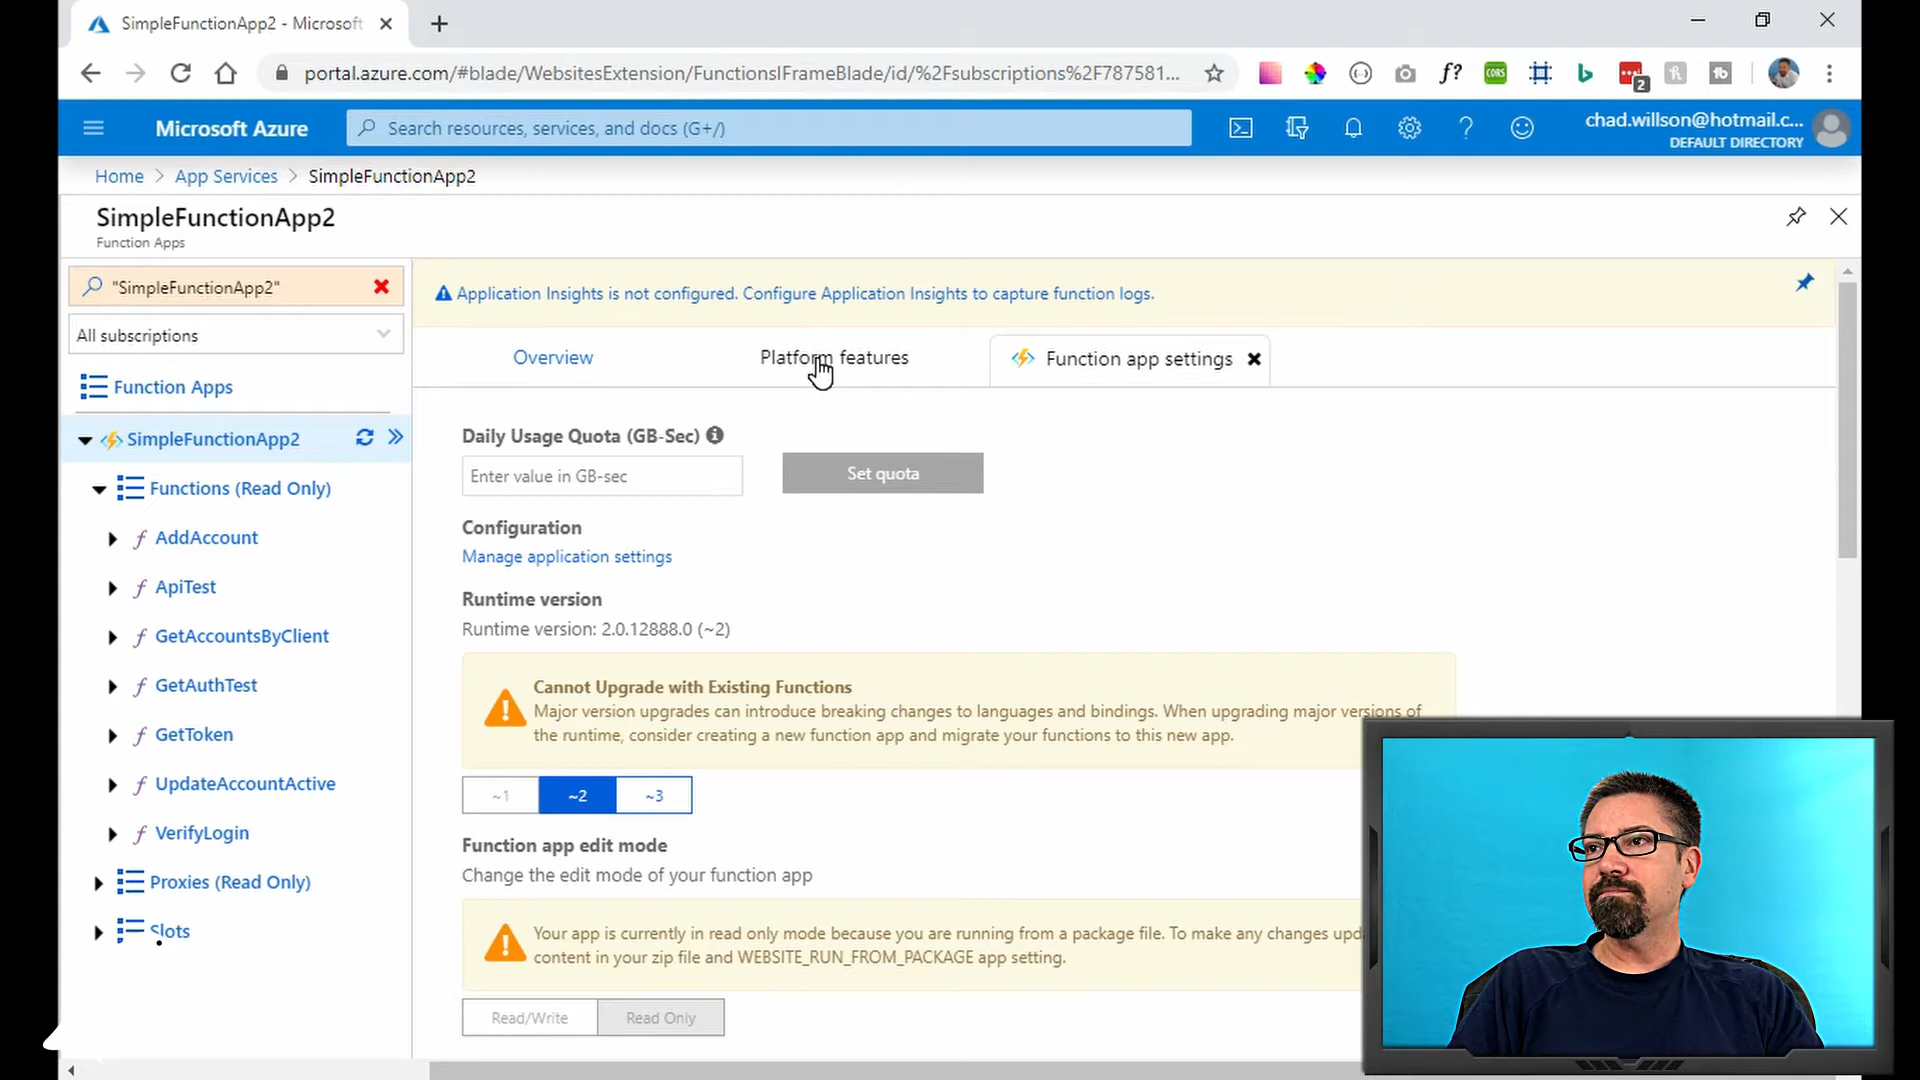 SimpleFunctionApp2 - Microsoft
portal.azure.com/#blade/WebsitesExtension/FunctionsIFrameBlade/id/%2Fsubscriptions%2F787581...
f?
CORS
2
Microsoft Azure
Search resources, services, and docs (G+/)
chad.willson@hotmail.c...
DEFAULT DIRECTORY
Home > App Services > SimpleFunctionApp2
SimpleFunctionApp2
Function Apps
"SimpleFunctionApp2"
All subscriptions
Function Apps
SimpleFunctionApp2
Functions (Read Only)
AddAccount
ApiTest
GetAccountsByClient
GetAuthTest
GetToken
UpdateAccountActive
VerifyLogin
Proxies (Read Only)
Slots
Application Insights is not configured. Configure Application Insights to capture function logs.
Overview
Platform features
Function app settings
Daily Usage Quota (GB-Sec)
Enter value in GB-sec
Set quota
Configuration
Manage application settings
Runtime version
Runtime version: 2.0.12888.0 (~2)
Cannot Upgrade with Existing Functions
Major version upgrades can introduce breaking changes to languages and bindings. When upgrading major versions of
the runtime, consider creating a new function app and migrate your functions to this new app.
~1
~2
~3
Function app edit mode
Change the edit mode of your function app
Your app is currently in read only mode because you are running from a package file. To make any changes upd
content in your zip file and WEBSITE_RUN_FROM_PACKAGE app setting.
Read/Write
Read Only